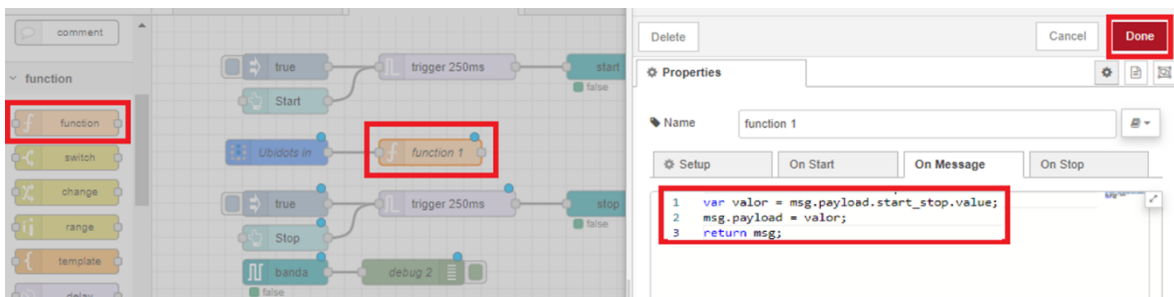 comment
function
function
switch
change
range
template
delay
true
trigger 250ms
start
false
Start
Ubidots in
function 1
true
trigger 250ms
stop
false
Stop
banda
debug 2
false
Delete
Cancel
Done
Properties
Name
function 1
Setup
On Start
On Message
On Stop
1 var valor = msg.payload.start_stop.value;
2 msg.payload = valor;
3 return msg;